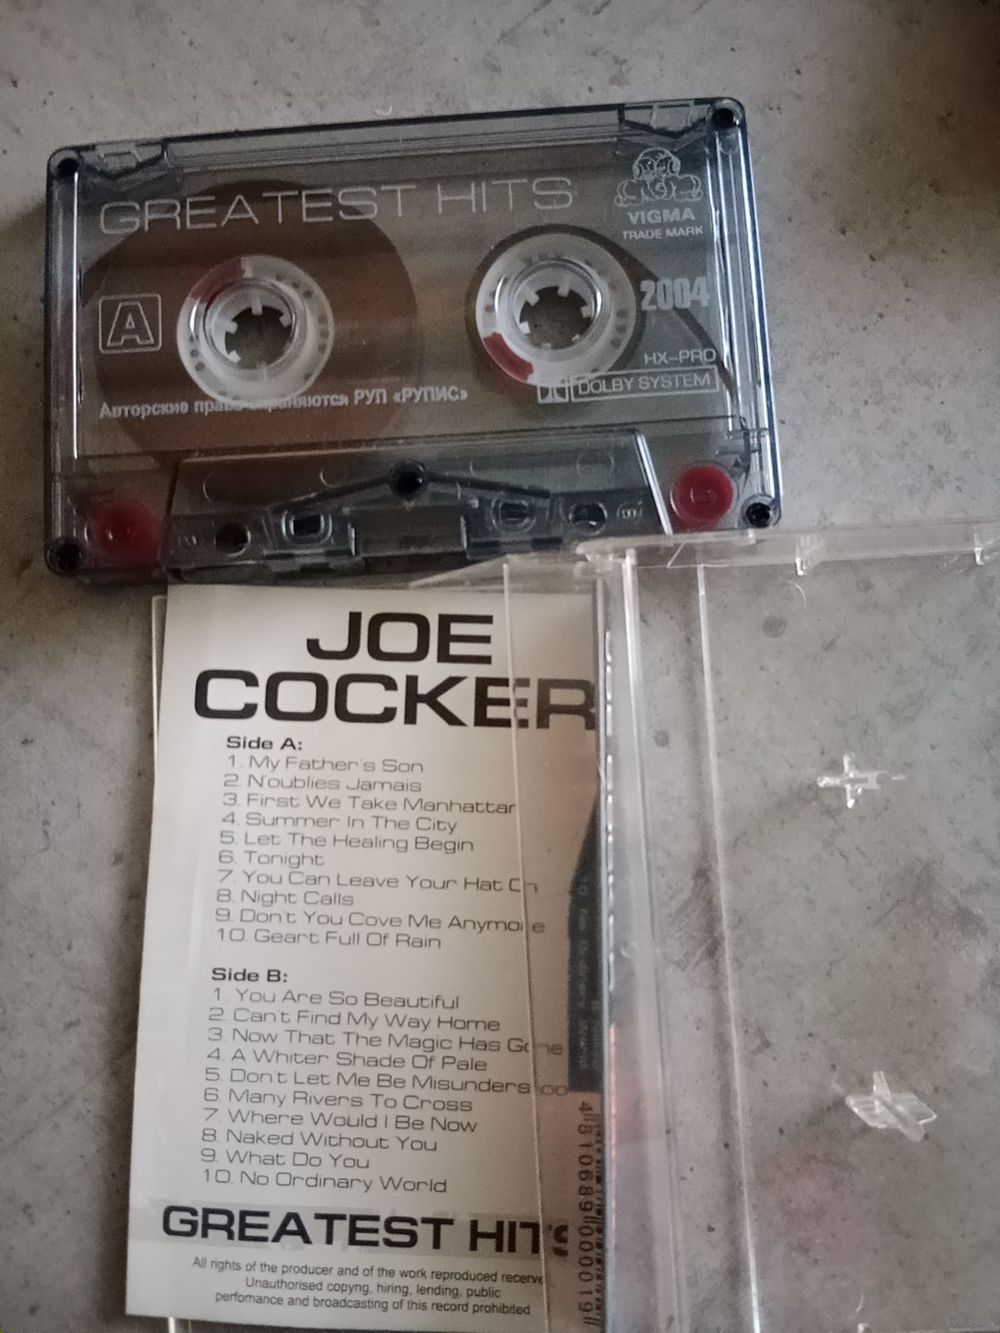 GREATEST HITS
VIGMA
TRADE MARK
2004
A
HX-PRO
DOLBY SYSTEM
Авторские права охраняются РУП «РУПИС»
JOE
COCKER
Side A:
1. My Father's Son
2. N'oublies Jamais
3. First We Take Manhattan
4. Summer In The City
5. Let The Healing Begin
6. Tonight
7. You Can Leave Your Hat On
8. Night Calls
9. Don't You Cove Me Anymore
10. Geart Full Of Rain
Side B:
1. You Are So Beautiful
2. Can't Find My Way Home
3. Now That The Magic Has Gone
4. A Whiter Shade Of Pale
5. Don't Let Me Be Misunderstood
6. Many Rivers To Cross
7. Where Would I Be Now
8. Naked Without You
9. What Do You
10. No Ordinary World
GREATEST HITS
All rights of the producer and of the work reproduced reserve
Unauthorised copyng, hiring, lending, public
perfomance and broadcasting of this record prohibited
4810689000019